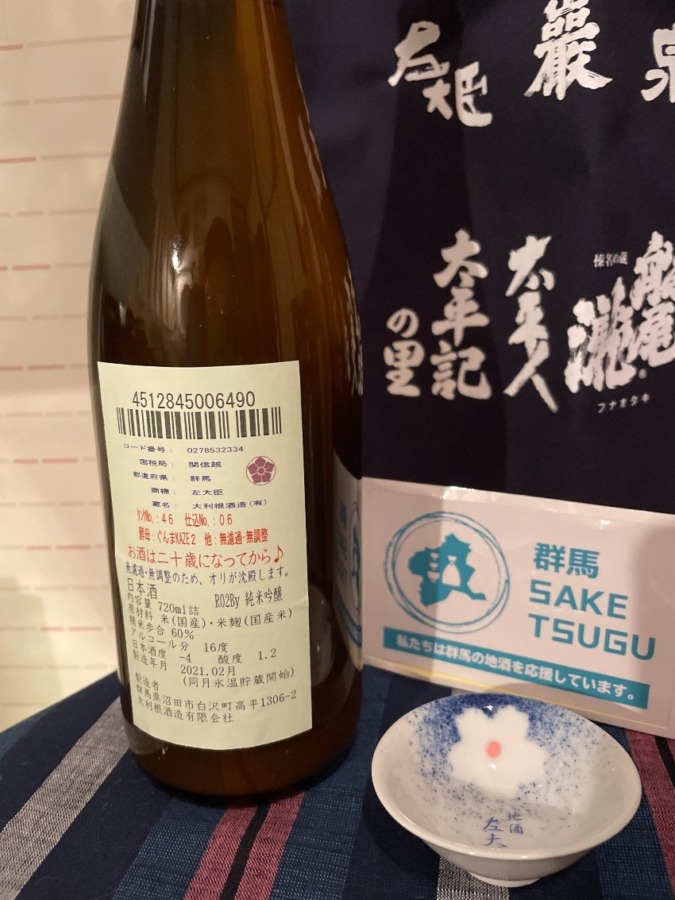 4512845006490
コード番号: 0278532334
国税局: 関信越
都道府県: 群馬
商標: 左大臣
蔵名: 大利根酒造(有)
タンクNo.:46 仕込No.:06
酵母:ぐんまKAZE2 他:無濾過・無調整
お酒は二十歳になってから♪
無濾過・無調整のため、オリが沈殿します。
日本酒 R02By 純米吟醸
内容量 720ml詰
原材料 米(国産)・米麹(国産米)
精米歩合 60%
アルコール分 16度
日本酒度 -4 酸度 1.2
製造年月 2021.02月
(同月氷温貯蔵開始)
製造者
群馬県沼田市白沢町高平1306-2
大利根酒造有限会社
左大臣
巖
泉
太平記の里
太平人
榛名の蔵
船尾瀧
フナオタキ
群馬
SAKE
TSUGU
私たちは群馬の地酒を応援しています。
地酒
左大